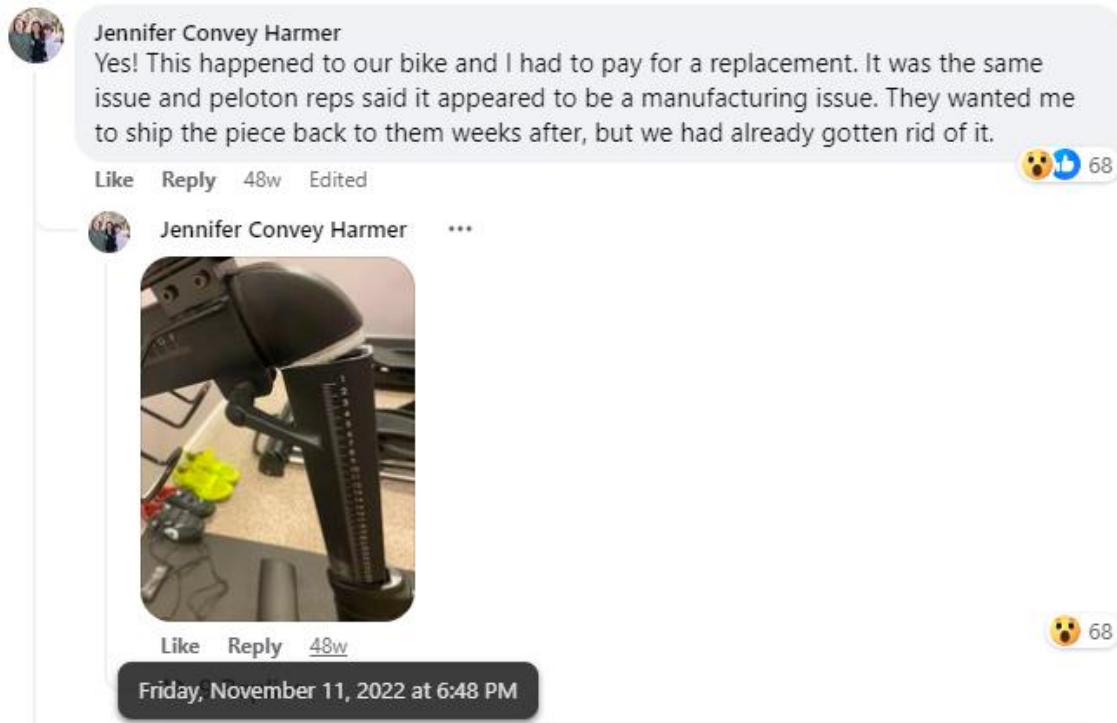 Jennifer Convey Harmer
Yes! This happened to our bike and I had to pay for a replacement. It was the same
issue and peloton reps said it appeared to be a manufacturing issue. They wanted me
to ship the piece back to them weeks after, but we had already gotten rid of it.
68
Like Reply 48w Edited
Jennifer Convey Harmer ...
Like Reply 48w
68
Friday, November 11, 2022 at 6:48 PM